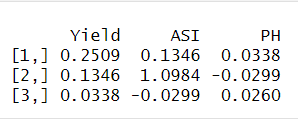 Yield ASI PH
[1,] 0.2509 0.1346 0.0338
[2,] 0.1346 1.0984 -0.0299
[3,] 0.0338 -0.0299 0.0260